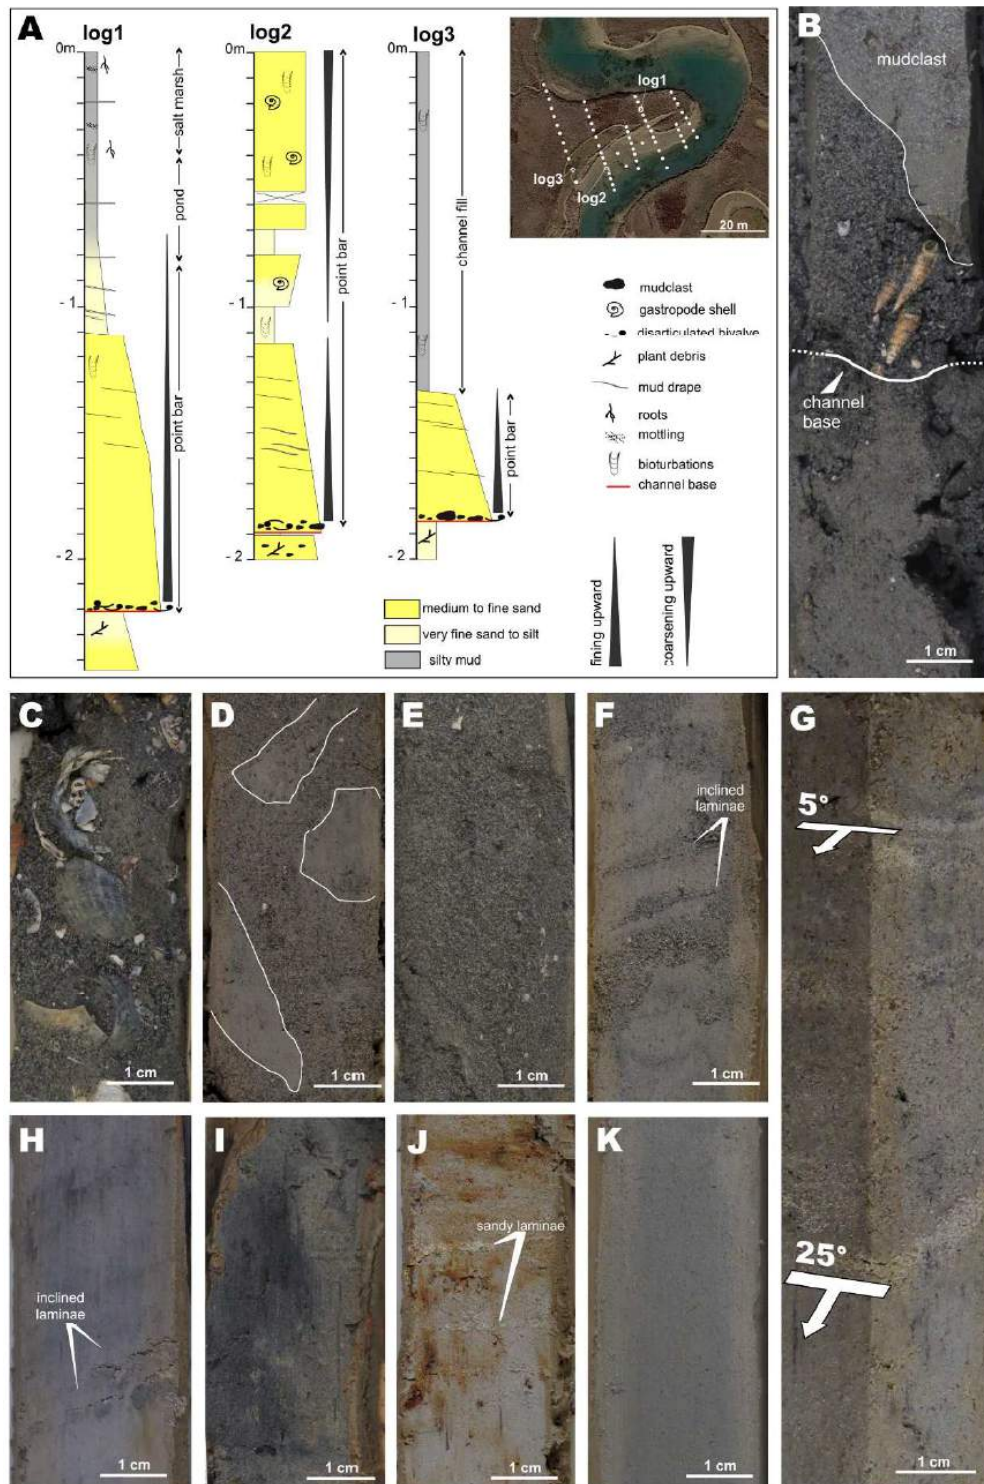 A
log1
log2
log3
0m
0m
0m
- 1
- 1
- 1
- 2
- 2
- 2
salt marsh
pond
point bar
point bar
channel fill
point bar
log1
log3
log2
20 m
mudclast
gastropode shell
disarticulated bivalve
plant debris
mud drape
roots
mottling
bioturbations
channel base
medium to fine sand
very fine sand to silt
silty mud
fining upward
coarsening upward
B
mudclast
channel
base
1 cm
C
1 cm
D
1 cm
E
1 cm
F
inclined
laminae
1 cm
G
5°
25°
1 cm
H
inclined
laminae
1 cm
I
1 cm
J
sandy laminae
1 cm
K
1 cm